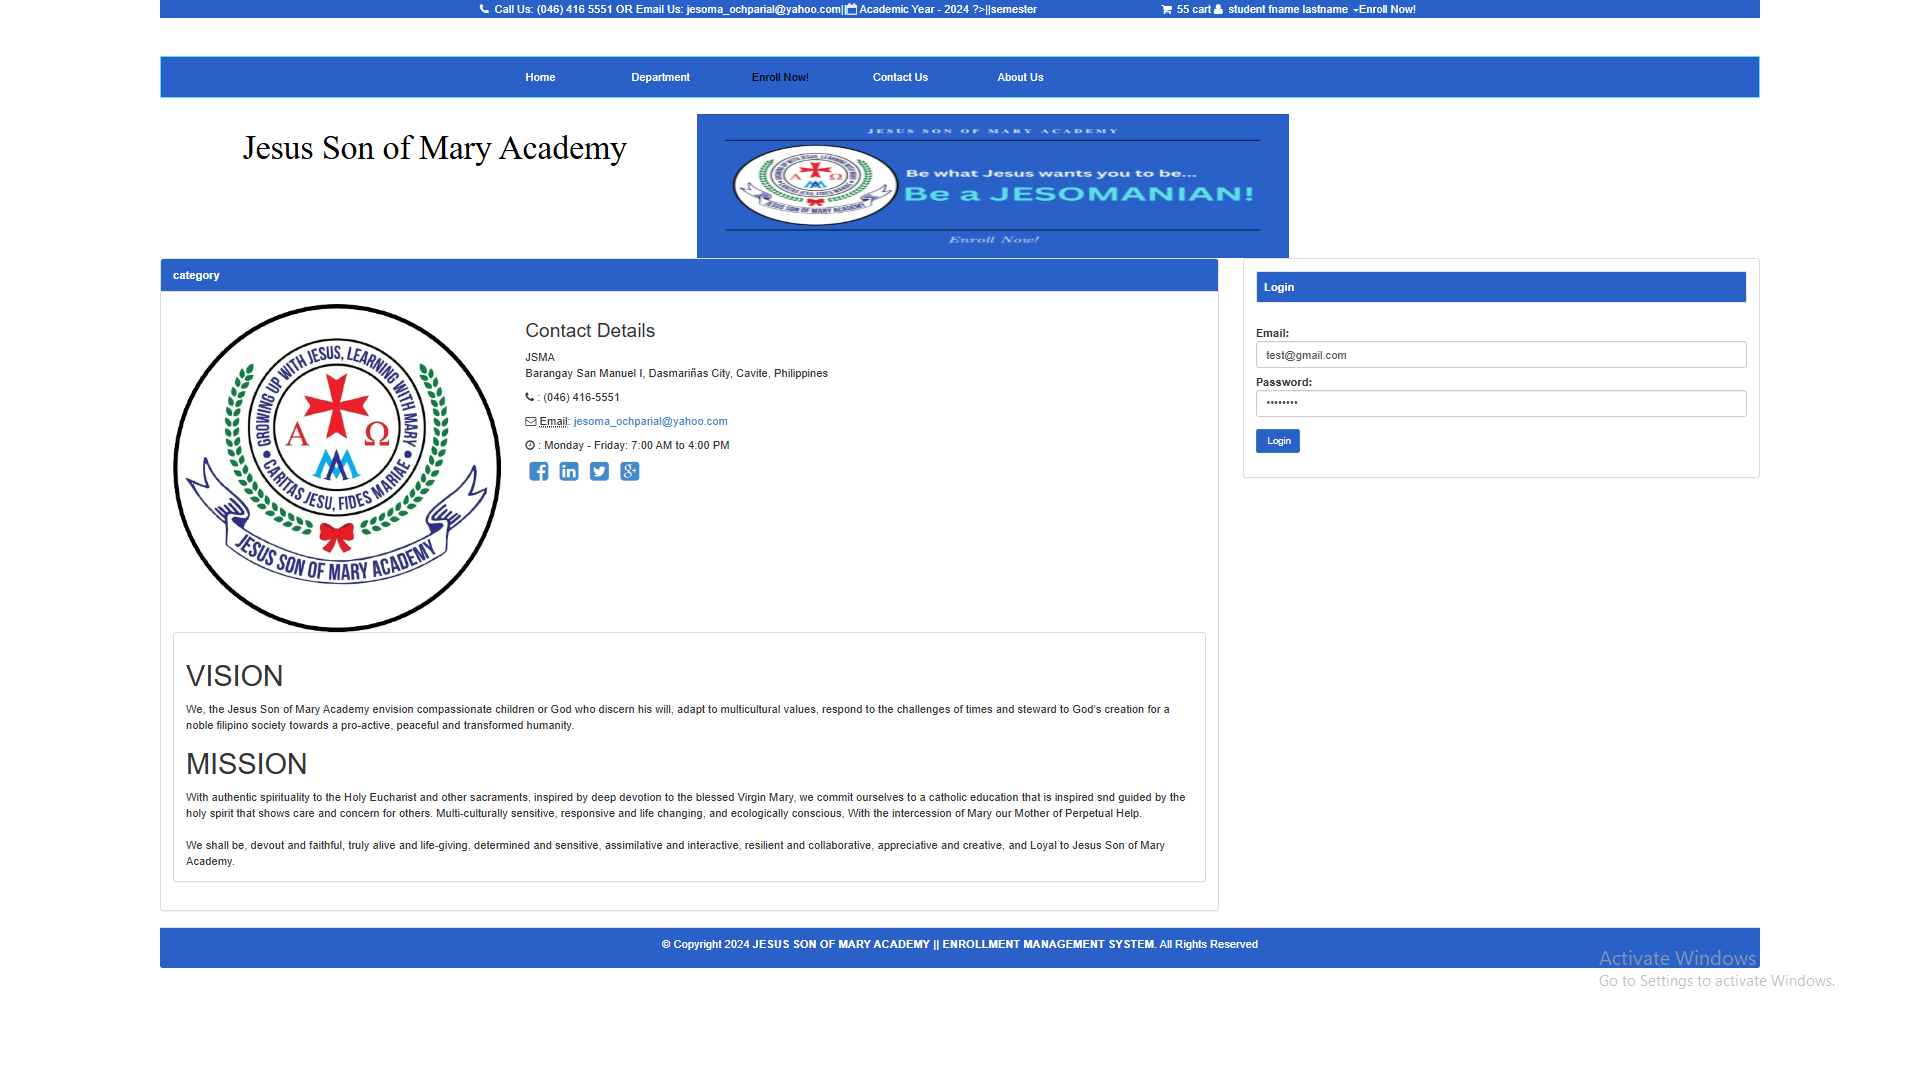 Call Us: (046) 416 5551 OR Email Us: jesoma_ochparial@yahoo.com|| Academic Year - 2024 ?>||semester
55 cart student fname lastname Enroll Now!
Home Department Enroll Now! Contact Us About Us
Jesus Son of Mary Academy
JESUS SON OF MARY ACADEMY
GROWING UP WITH JESUS, LEARNING WITH MARY
Α Ω
CARITAS JESU, FIDES MARIAE
JESUS SON OF MARY ACADEMY
Be what Jesus wants you to be...
Be a JESOMANIAN!
Enroll Now!
category
GROWING UP WITH JESUS, LEARNING WITH MARY
Α Ω
CARITAS JESU, FIDES MARIAE
JESUS SON OF MARY ACADEMY
Contact Details
JSMA
Barangay San Manuel I, Dasmariñas City, Cavite, Philippines
: (046) 416-5551
Email: jesoma_ochparial@yahoo.com
: Monday - Friday: 7:00 AM to 4:00 PM
Login
Email:
test@gmail.com
Password:
••••••••
Login
VISION
We, the Jesus Son of Mary Academy envision compassionate children or God who discern his will, adapt to multicultural values, respond to the challenges of times and steward to God's creation for a
noble filipino society towards a pro-active, peaceful and transformed humanity.
MISSION
With authentic spirituality to the Holy Eucharist and other sacraments, inspired by deep devotion to the blessed Virgin Mary, we commit ourselves to a catholic education that is inspired snd guided by the
holy spirit that shows care and concern for others. Multi-culturally sensitive, responsive and life changing, and ecologically conscious, With the intercession of Mary our Mother of Perpetual Help.
We shall be, devout and faithful, truly alive and life-giving, determined and sensitive, assimilative and interactive, resilient and collaborative, appreciative and creative, and Loyal to Jesus Son of Mary
Academy.
© Copyright 2024 JESUS SON OF MARY ACADEMY || ENROLLMENT MANAGEMENT SYSTEM. All Rights Reserved
Activate Windows
Go to Settings to activate Windows.